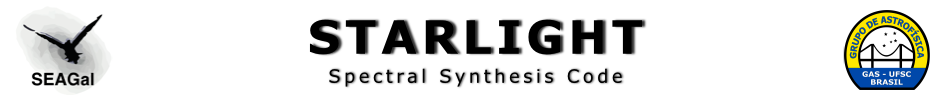 SEAGal
STARLIGHT
Spectral Synthesis Code
GRUPO DE ASTROFÍSICA
GAS - UFSC
BRASIL